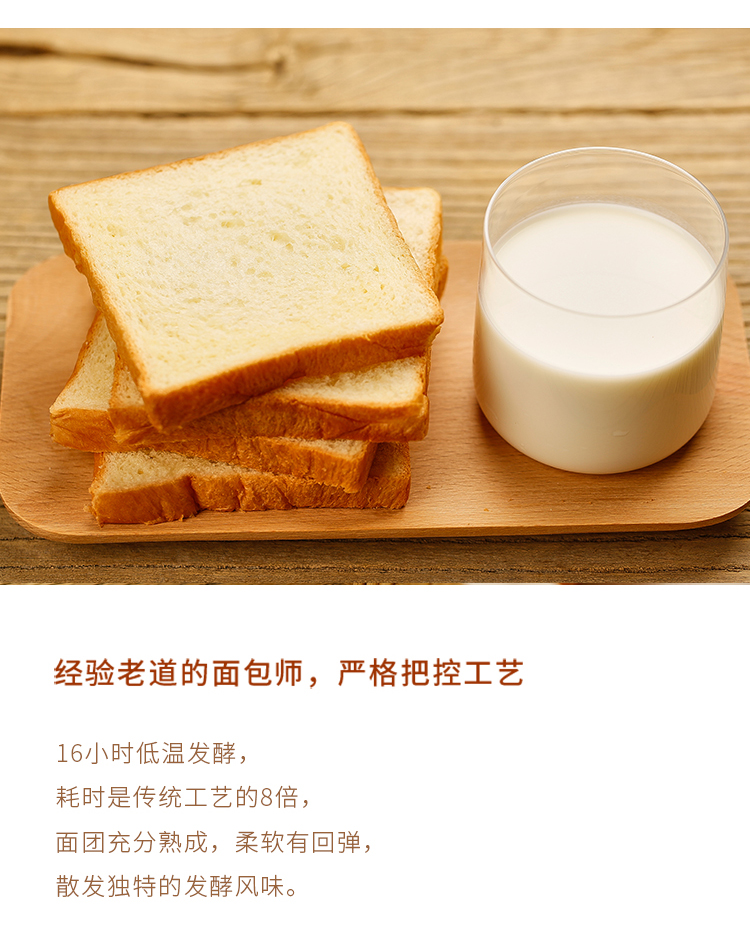 经验老道的面包师，严格把控工艺
16小时低温发酵，
耗时是传统工艺的8倍，
面团充分熟成，柔软有回弹，
散发独特的发酵风味。